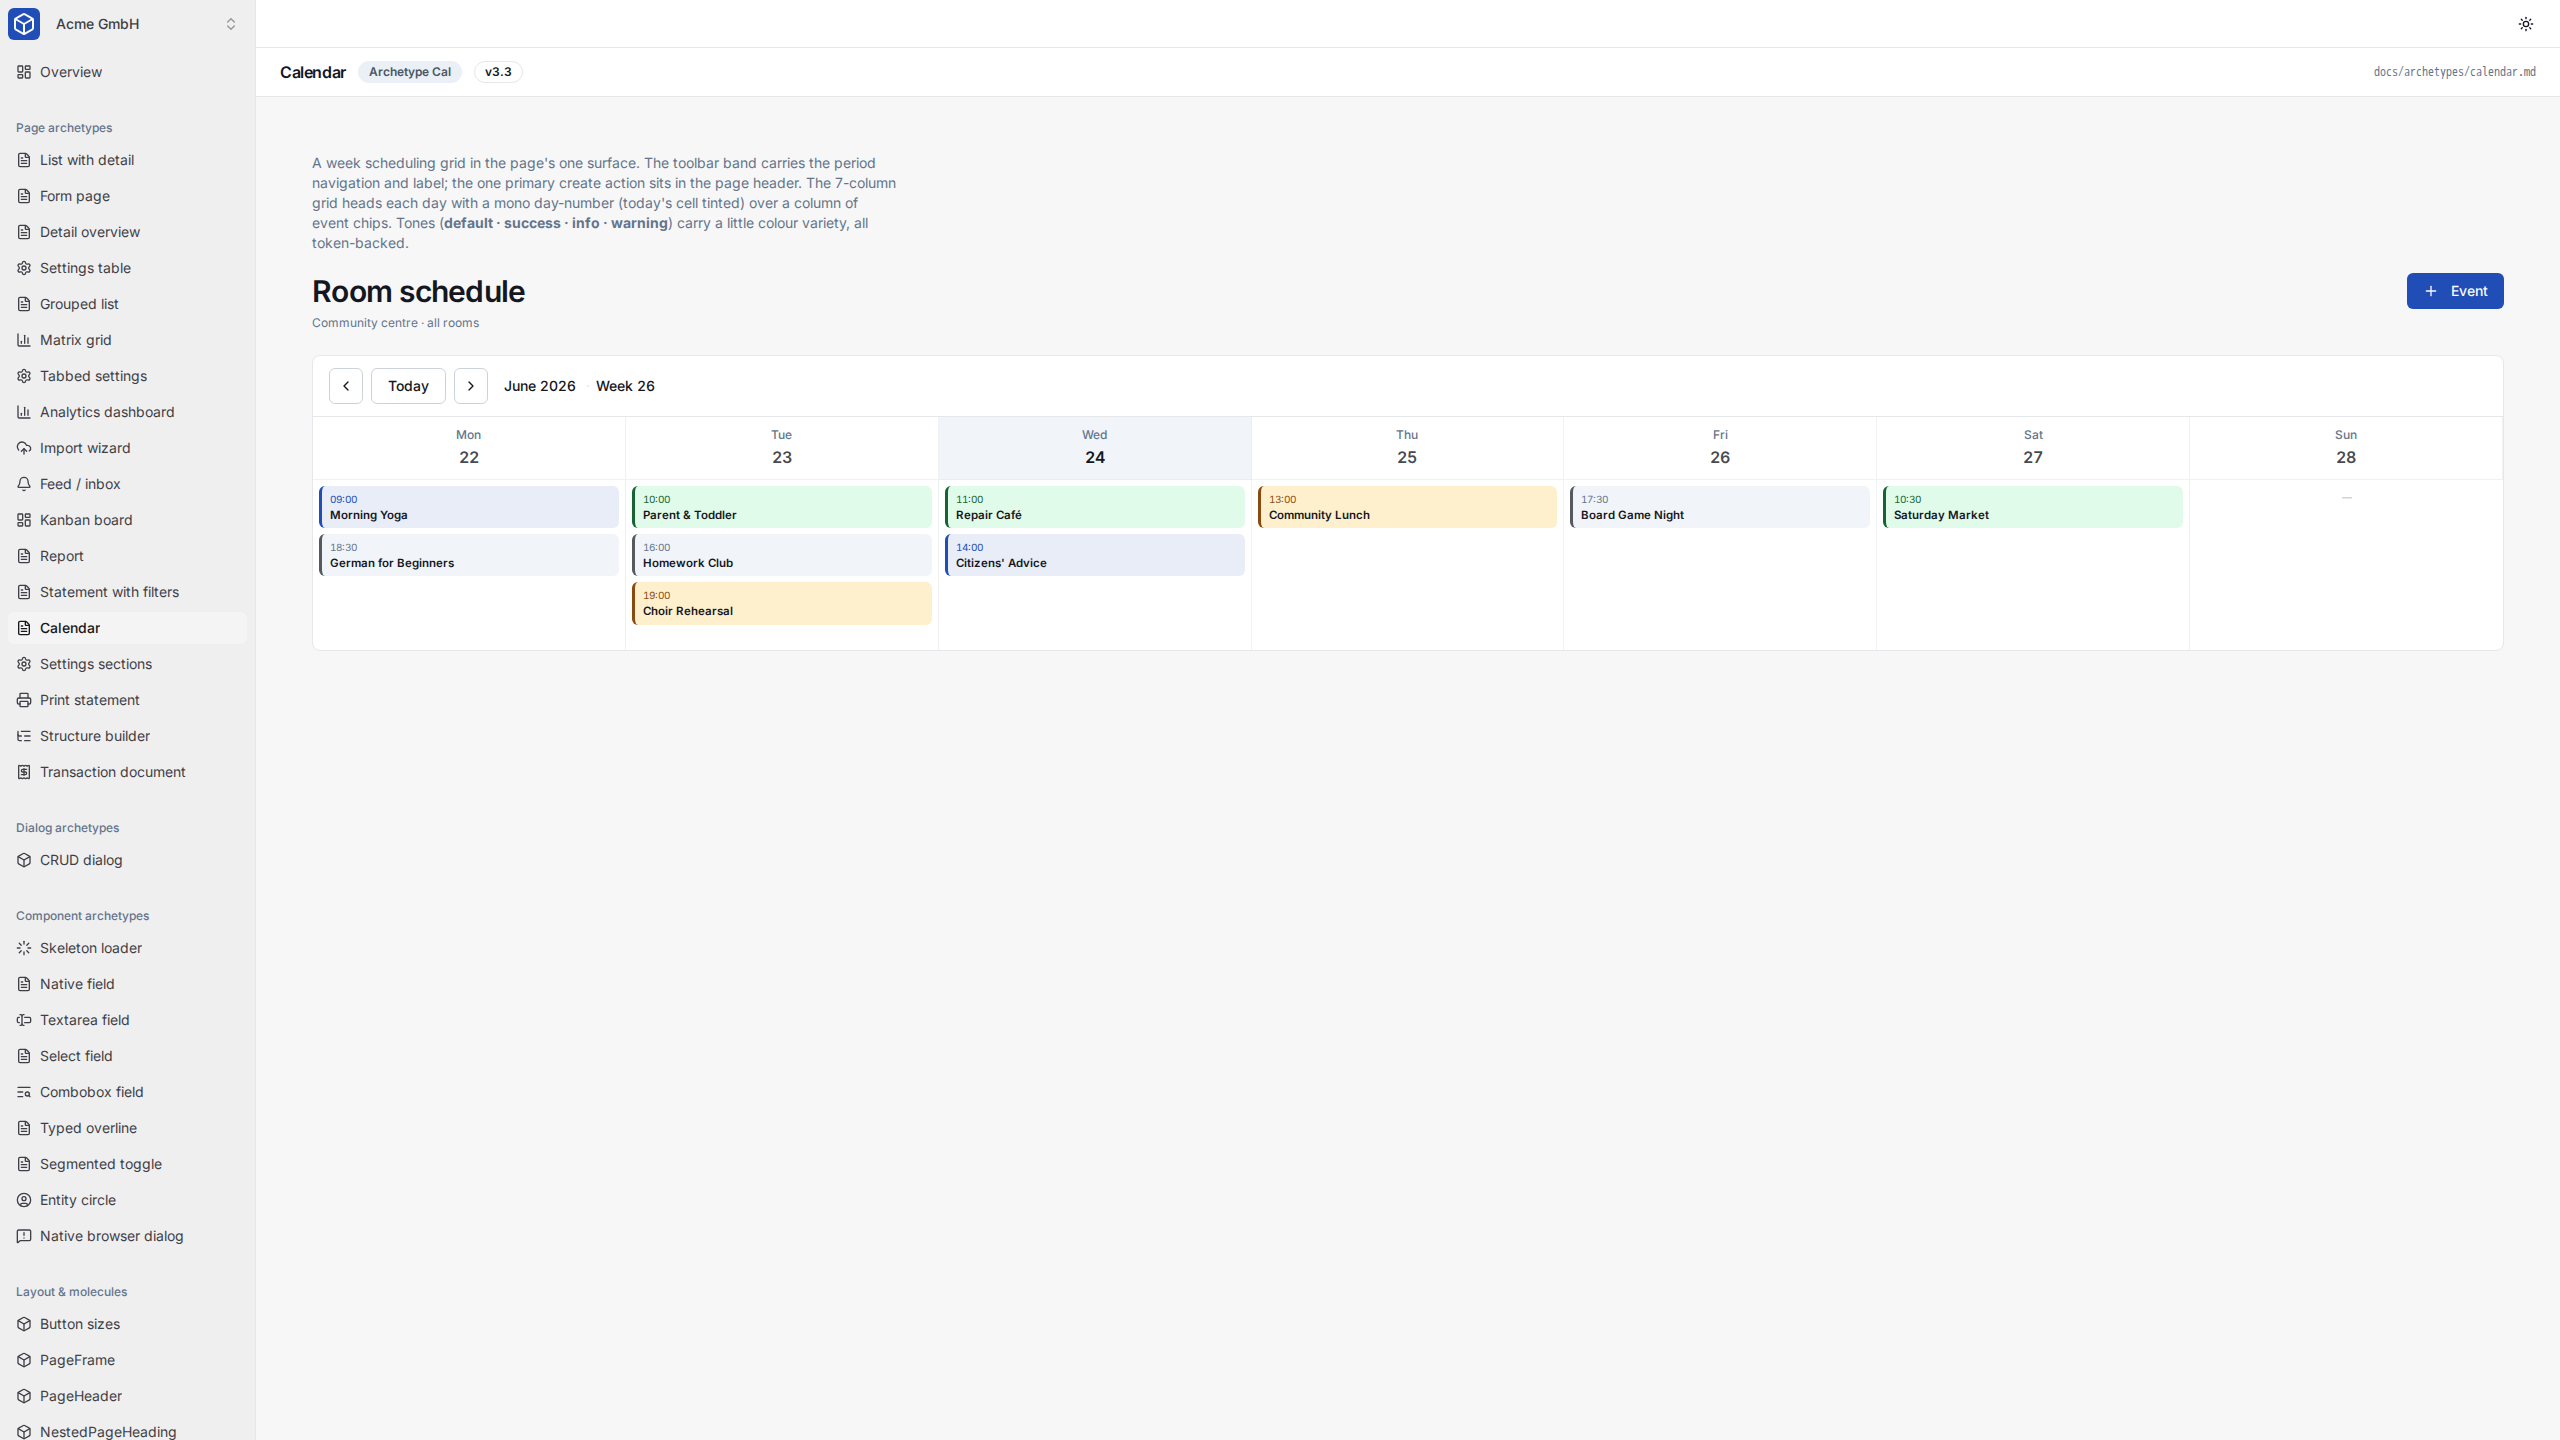 Acme GmbH
Overview
Page archetypes
List with detail
Form page
Detail overview
Settings table
Grouped list
Matrix grid
Tabbed settings
Analytics dashboard
Import wizard
Feed / inbox
Kanban board
Report
Statement with filters
Calendar
Settings sections
Print statement
Structure builder
Transaction document
Dialog archetypes
CRUD dialog
Component archetypes
Skeleton loader
Native field
Textarea field
Select field
Combobox field
Typed overline
Segmented toggle
Entity circle
Native browser dialog
Layout & molecules
Button sizes
PageFrame
PageHeader
NestedPageHeading
Calendar Archetype Cal v3.3 docs/archetypes/calendar.md
A week scheduling grid in the page's one surface. The toolbar band carries the period
navigation and label; the one primary create action sits in the page header. The 7-column
grid heads each day with a mono day-number (today's cell tinted) over a column of
event chips. Tones (default · success · info · warning) carry a little colour variety, all
token-backed.
Room schedule
Event
Community centre · all rooms
Today June 2026 · Week 26
Mon Tue Wed Thu Fri Sat Sun
22 23 24 25 26 27 28
09:00 10:00 11:00 13:00 17:30 10:30 —
Morning Yoga Parent & Toddler Repair Café Community Lunch Board Game Night Saturday Market
18:30 16:00 14:00
German for Beginners Homework Club Citizens' Advice
19:00
Choir Rehearsal